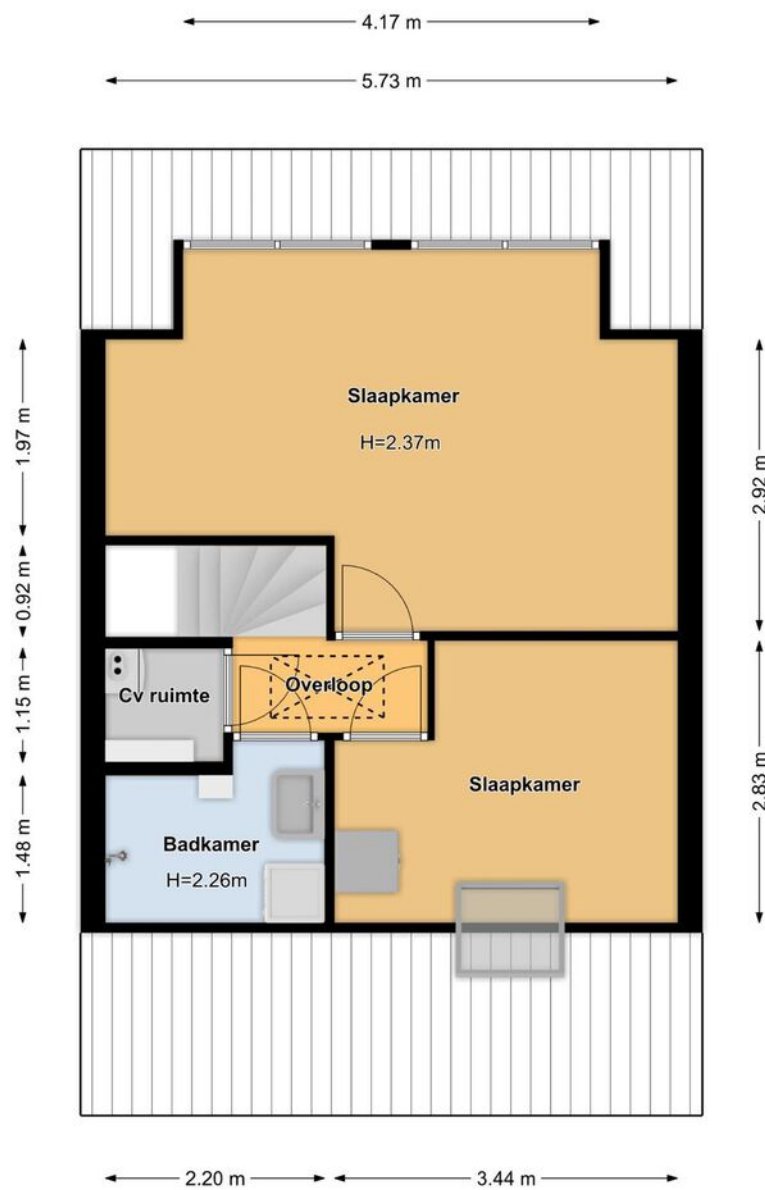 4.17 m
5.73 m
Slaapkamer
H=2.37m
1.97 m
2.92 m
0.92 m
Overloop
Cv ruimte
1.15 m
Slaapkamer
2.83 m
Badkamer
H=2.26m
1.48 m
2.20 m
3.44 m